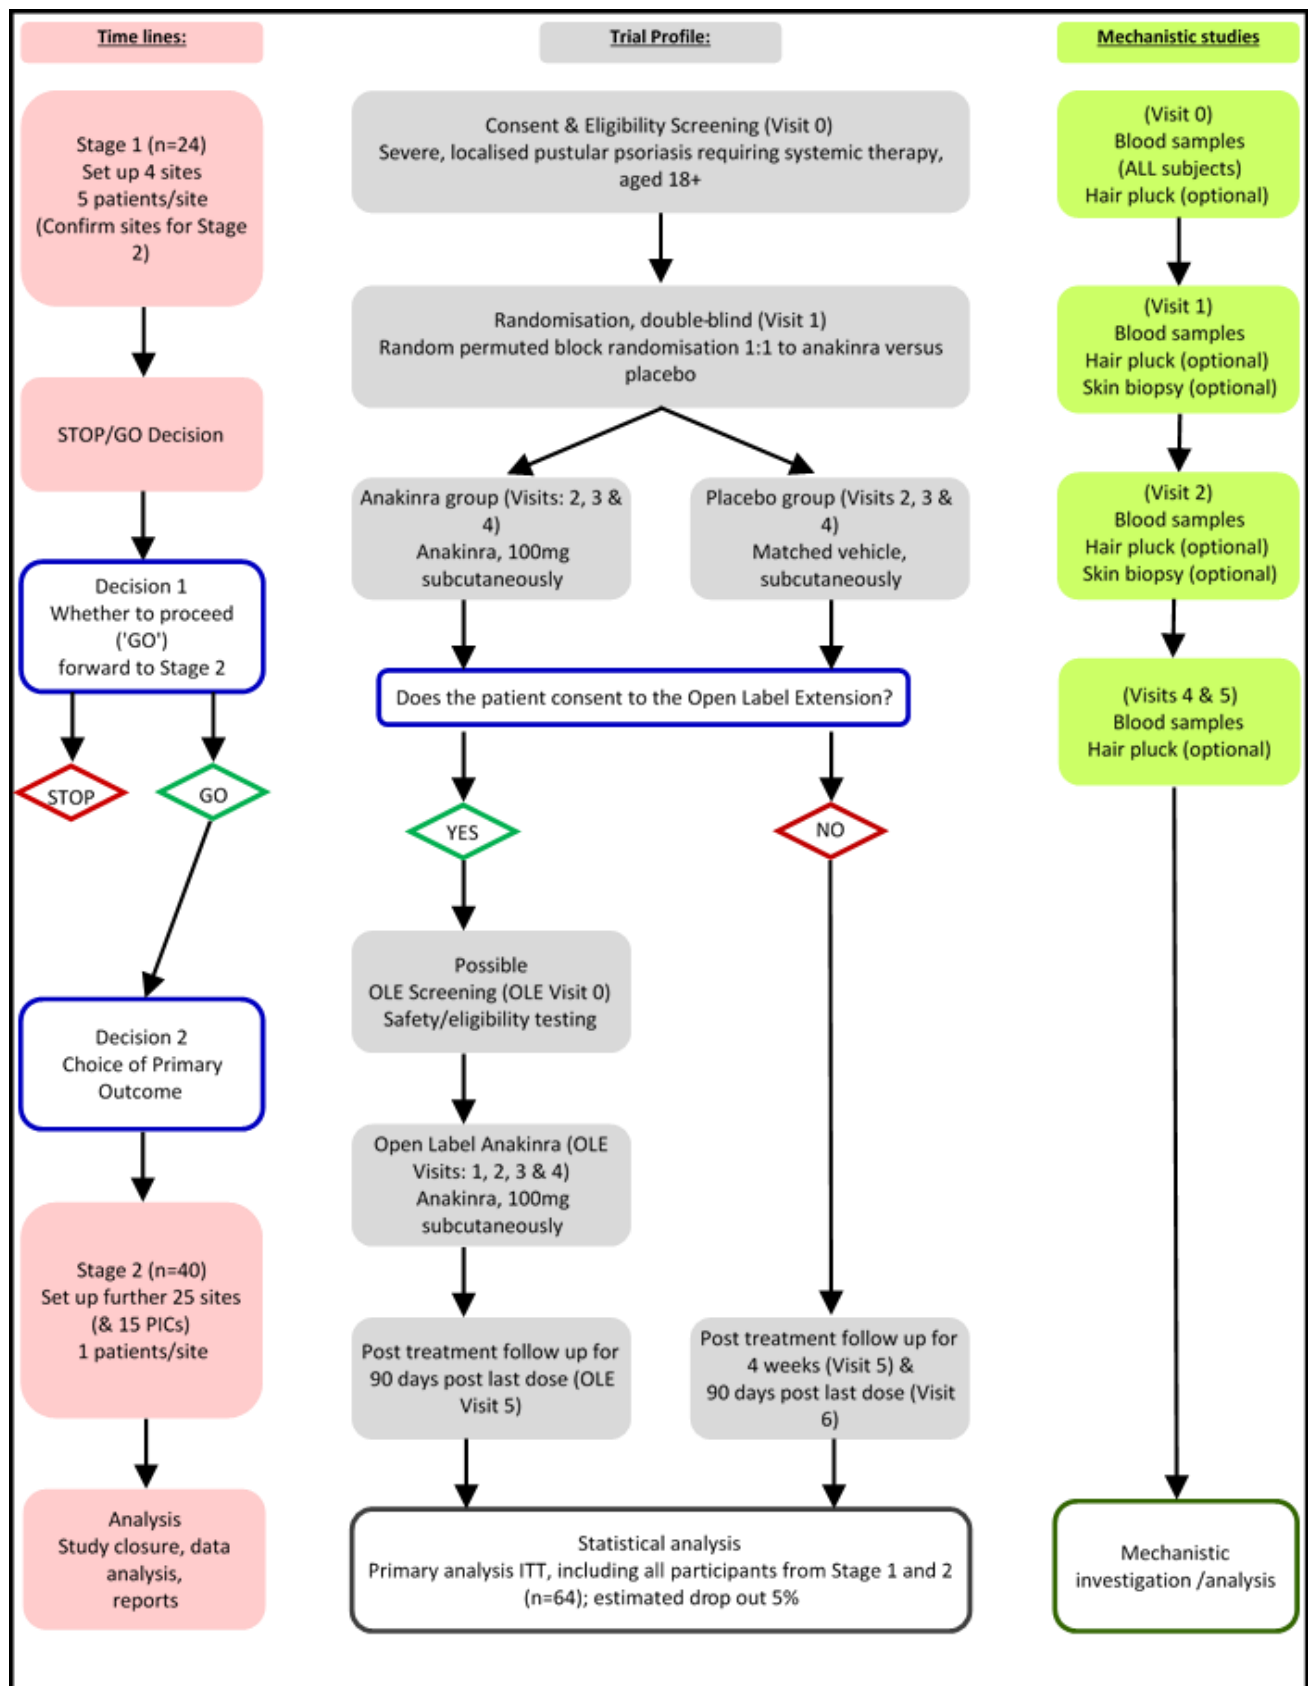 Time lines:
Stage 1 (n=24)
Set up 4 sites
5 patients/site
(Confirm sites for Stage
2)
STOP/GO Decision
Decision 1
Whether to proceed
('GO')
forward to Stage 2
STOP
GO
Decision 2
Choice of Primary
Outcome
Stage 2 (n=40)
Set up further 25 sites
(& 15 PICs)
1 patients/site
Analysis
Study closure, data
analysis,
reports
Trial Profile:
Consent & Eligibility Screening (Visit 0)
Severe, localised pustular psoriasis requiring systemic therapy,
aged 18+
Randomisation, double-blind (Visit 1)
Random permuted block randomisation 1:1 to anakinra versus
placebo
Anakinra group (Visits: 2, 3 &
4)
Anakinra, 100mg
subcutaneously
Placebo group (Visits 2, 3 &
4)
Matched vehicle,
subcutaneously
Does the patient consent to the Open Label Extension?
YES
NO
Possible
OLE Screening (OLE Visit 0)
Safety/eligibility testing
Open Label Anakinra (OLE
Visits: 1, 2, 3 & 4)
Anakinra, 100mg
subcutaneously
Post treatment follow up for
90 days post last dose (OLE
Visit 5)
Post treatment follow up for
4 weeks (Visit 5) &
90 days post last dose (Visit
6)
Statistical analysis
Primary analysis ITT, including all participants from Stage 1 and 2
(n=64); estimated drop out 5%
Mechanistic studies
(Visit 0)
Blood samples
(ALL subjects)
Hair pluck (optional)
(Visit 1)
Blood samples
Hair pluck (optional)
Skin biopsy (optional)
(Visit 2)
Blood samples
Hair pluck (optional)
Skin biopsy (optional)
(Visits 4 & 5)
Blood samples
Hair pluck (optional)
Mechanistic
investigation /analysis